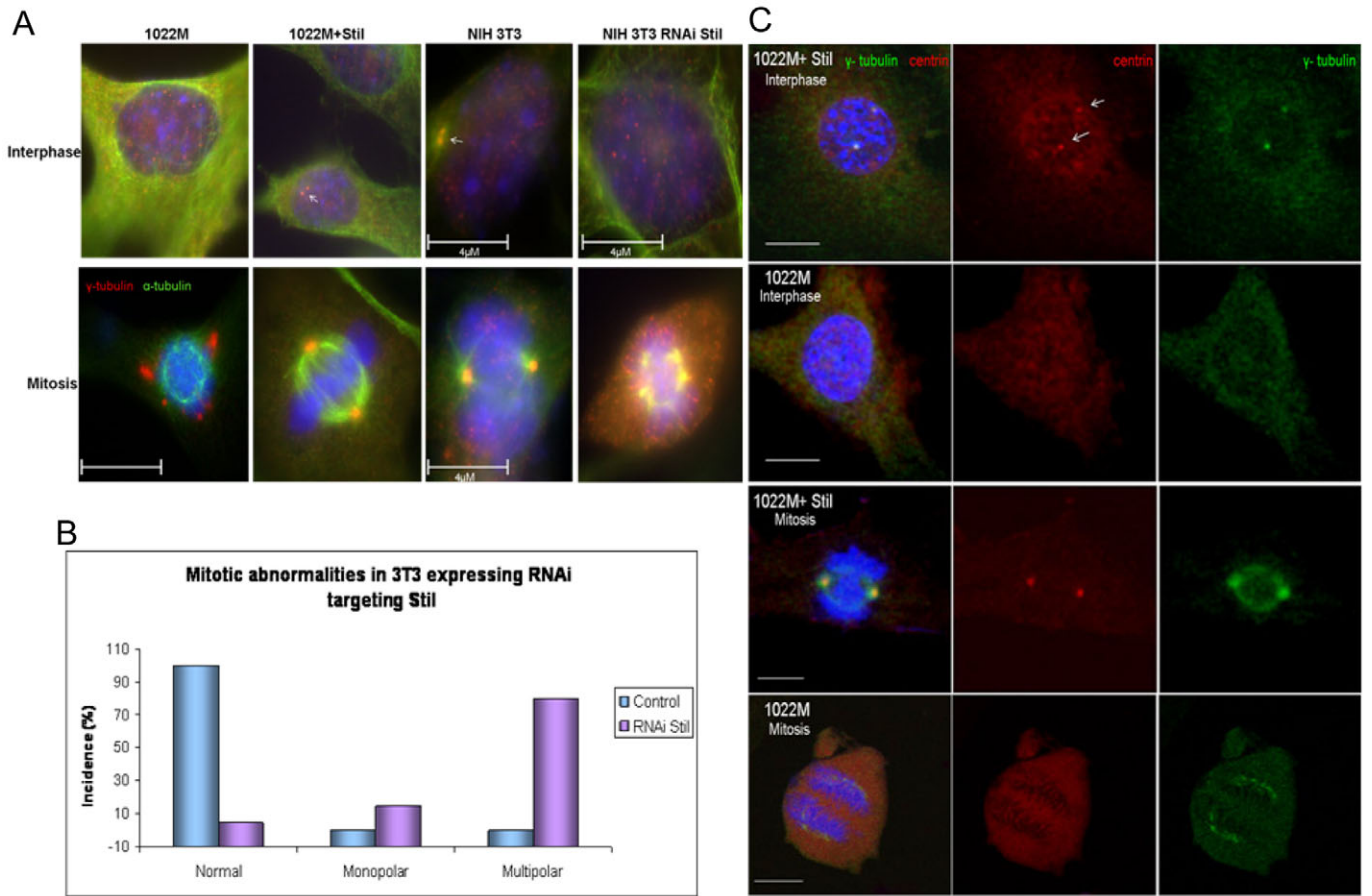 A
1022M
1022M+Stil
NIH 3T3
NIH 3T3 RNAi Stil
Interphase
4µM
4µM
γ-tubulin α-tubulin
Mitosis
4µM
B
Mitotic abnormalities in 3T3 expressing RNAi
targeting Stil
Incidence (%)
110
90
70
50
30
10
-10
Normal
Monopolar
Multipolar
Control
RNAi Stil
C
1022M+ Stil
Interphase
γ- tubulin centrin
centrin
γ- tubulin
1022M
Interphase
1022M+ Stil
Mitosis
1022M
Mitosis